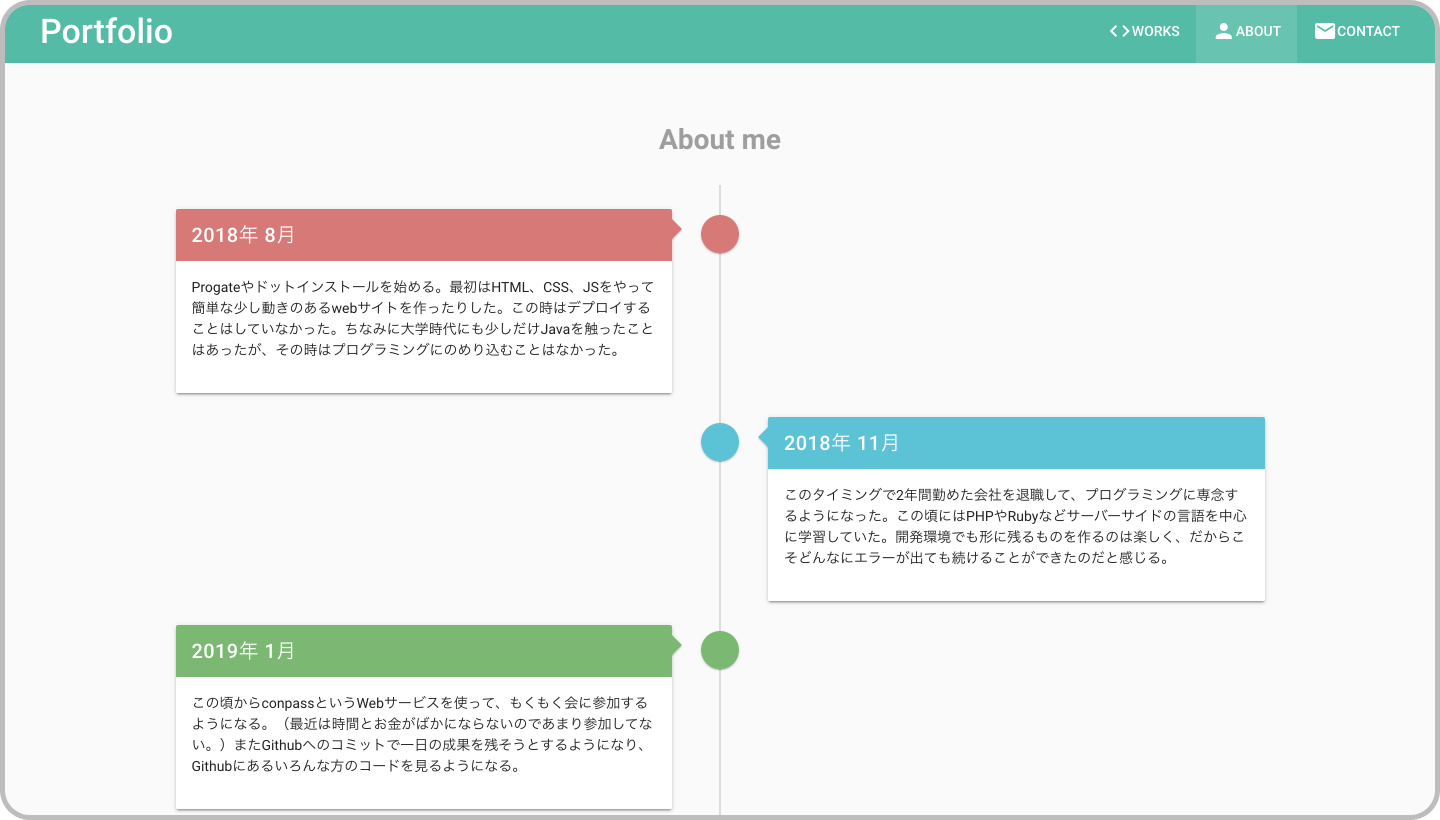 Portfolio
WORKS
ABOUT
CONTACT
About me
2018年 8月
Progateやドットインストールを始める。最初はHTML、CSS、JSをやって
簡単な少し動きのあるwebサイトを作ったりした。この時はデプロイする
ことはしていなかった。ちなみに大学時代にも少しだけJavaを触ったこと
はあったが、その時はプログラミングにのめり込むことはなかった。
2018年 11月
このタイミングで2年間勤めた会社を退職して、プログラミングに専念す
るようになった。この頃にはPHPやRubyなどサーバーサイドの言語を中心
に学習していた。開発環境でも形に残るものを作るのは楽しく、だからこ
そどんなにエラーが出ても続けることができたのだと感じる。
2019年 1月
この頃からconpassというWebサービスを使って、もくもく会に参加する
ようになる。（最近は時間とお金がばかにならないのであまり参加してな
い。）またGithubへのコミットで一日の成果を残そうとするようになり、
Githubにあるいろんな方のコードを見るようになる。